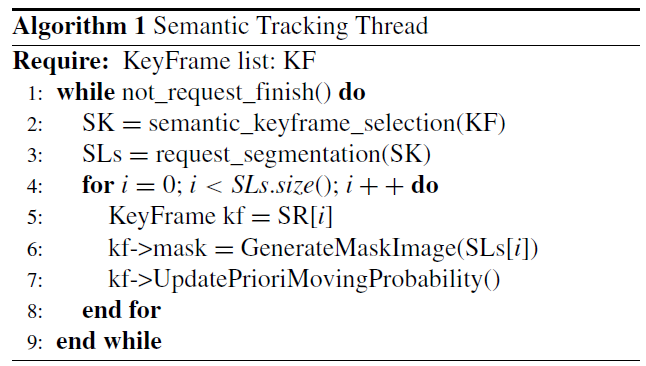 Algorithm 1 Semantic Tracking Thread
Require: KeyFrame list: KF
1: while not_request_finish() do
2: SK = semantic_keyframe_selection(KF)
3: SLs = request_segmentation(SK)
4: for i = 0; i < SLs.size(); i + + do
5: KeyFrame kf = SR[i]
6: kf->mask = GenerateMaskImage(SLs[i])
7: kf->UpdatePrioriMovingProbability()
8: end for
9: end while